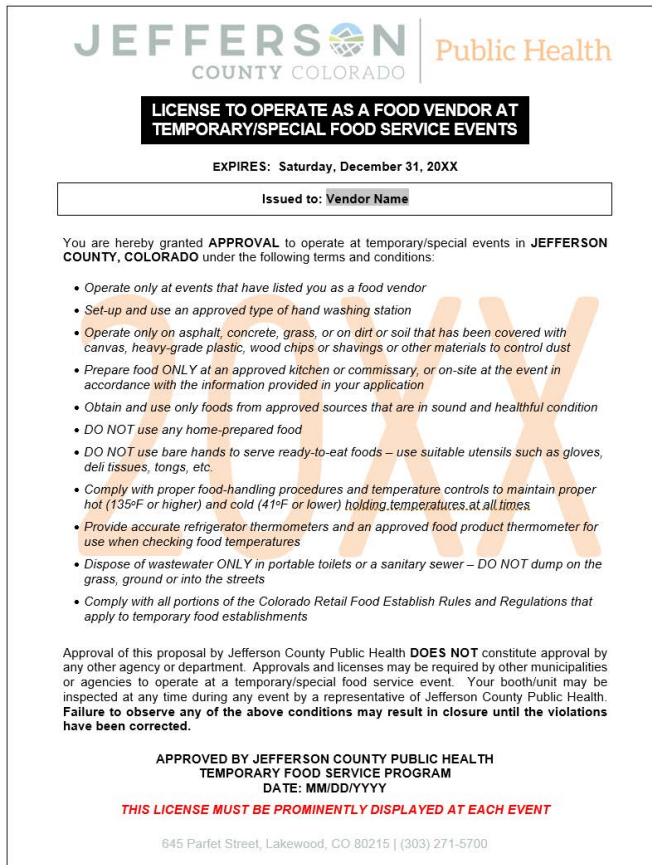 JEFFERSON
COUNTY COLORADO
Public Health
LICENSE TO OPERATE AS A FOOD VENDOR AT
TEMPORARY/SPECIAL FOOD SERVICE EVENTS
EXPIRES: Saturday, December 31, 20XX
Issued to: Vendor Name
You are hereby granted APPROVAL to operate at temporary/special events in JEFFERSON
COUNTY, COLORADO under the following terms and conditions:
20XX
• Operate only at events that have listed you as a food vendor
• Set-up and use an approved type of hand washing station
• Operate only on asphalt, concrete, grass, or on dirt or soil that has been covered with
canvas, heavy-grade plastic, wood chips or shavings or other materials to control dust
• Prepare food ONLY at an approved kitchen or commissary, or on-site at the event in
accordance with the information provided in your application
• Obtain and use only foods from approved sources that are in sound and healthful condition
• DO NOT use any home-prepared food
• DO NOT use bare hands to serve ready-to-eat foods – use suitable utensils such as gloves,
deli tissues, tongs, etc.
• Comply with proper food-handling procedures and temperature controls to maintain proper
hot (135ºF or higher) and cold (41ºF or lower) holding temperatures at all times
• Provide accurate refrigerator thermometers and an approved food product thermometer for
use when checking food temperatures
• Dispose of wastewater ONLY in portable toilets or a sanitary sewer – DO NOT dump on the
grass, ground or into the streets
• Comply with all portions of the Colorado Retail Food Establish Rules and Regulations that
apply to temporary food establishments
Approval of this proposal by Jefferson County Public Health DOES NOT constitute approval by
any other agency or department. Approvals and licenses may be required by other municipalities
or agencies to operate at a temporary/special food service event. Your booth/unit may be
inspected at any time during any event by a representative of Jefferson County Public Health.
Failure to observe any of the above conditions may result in closure until the violations
have been corrected.
APPROVED BY JEFFERSON COUNTY PUBLIC HEALTH
TEMPORARY FOOD SERVICE PROGRAM
DATE: MM/DD/YYYY
THIS LICENSE MUST BE PROMINENTLY DISPLAYED AT EACH EVENT
645 Parfet Street, Lakewood, CO 80215 | (303) 271-5700